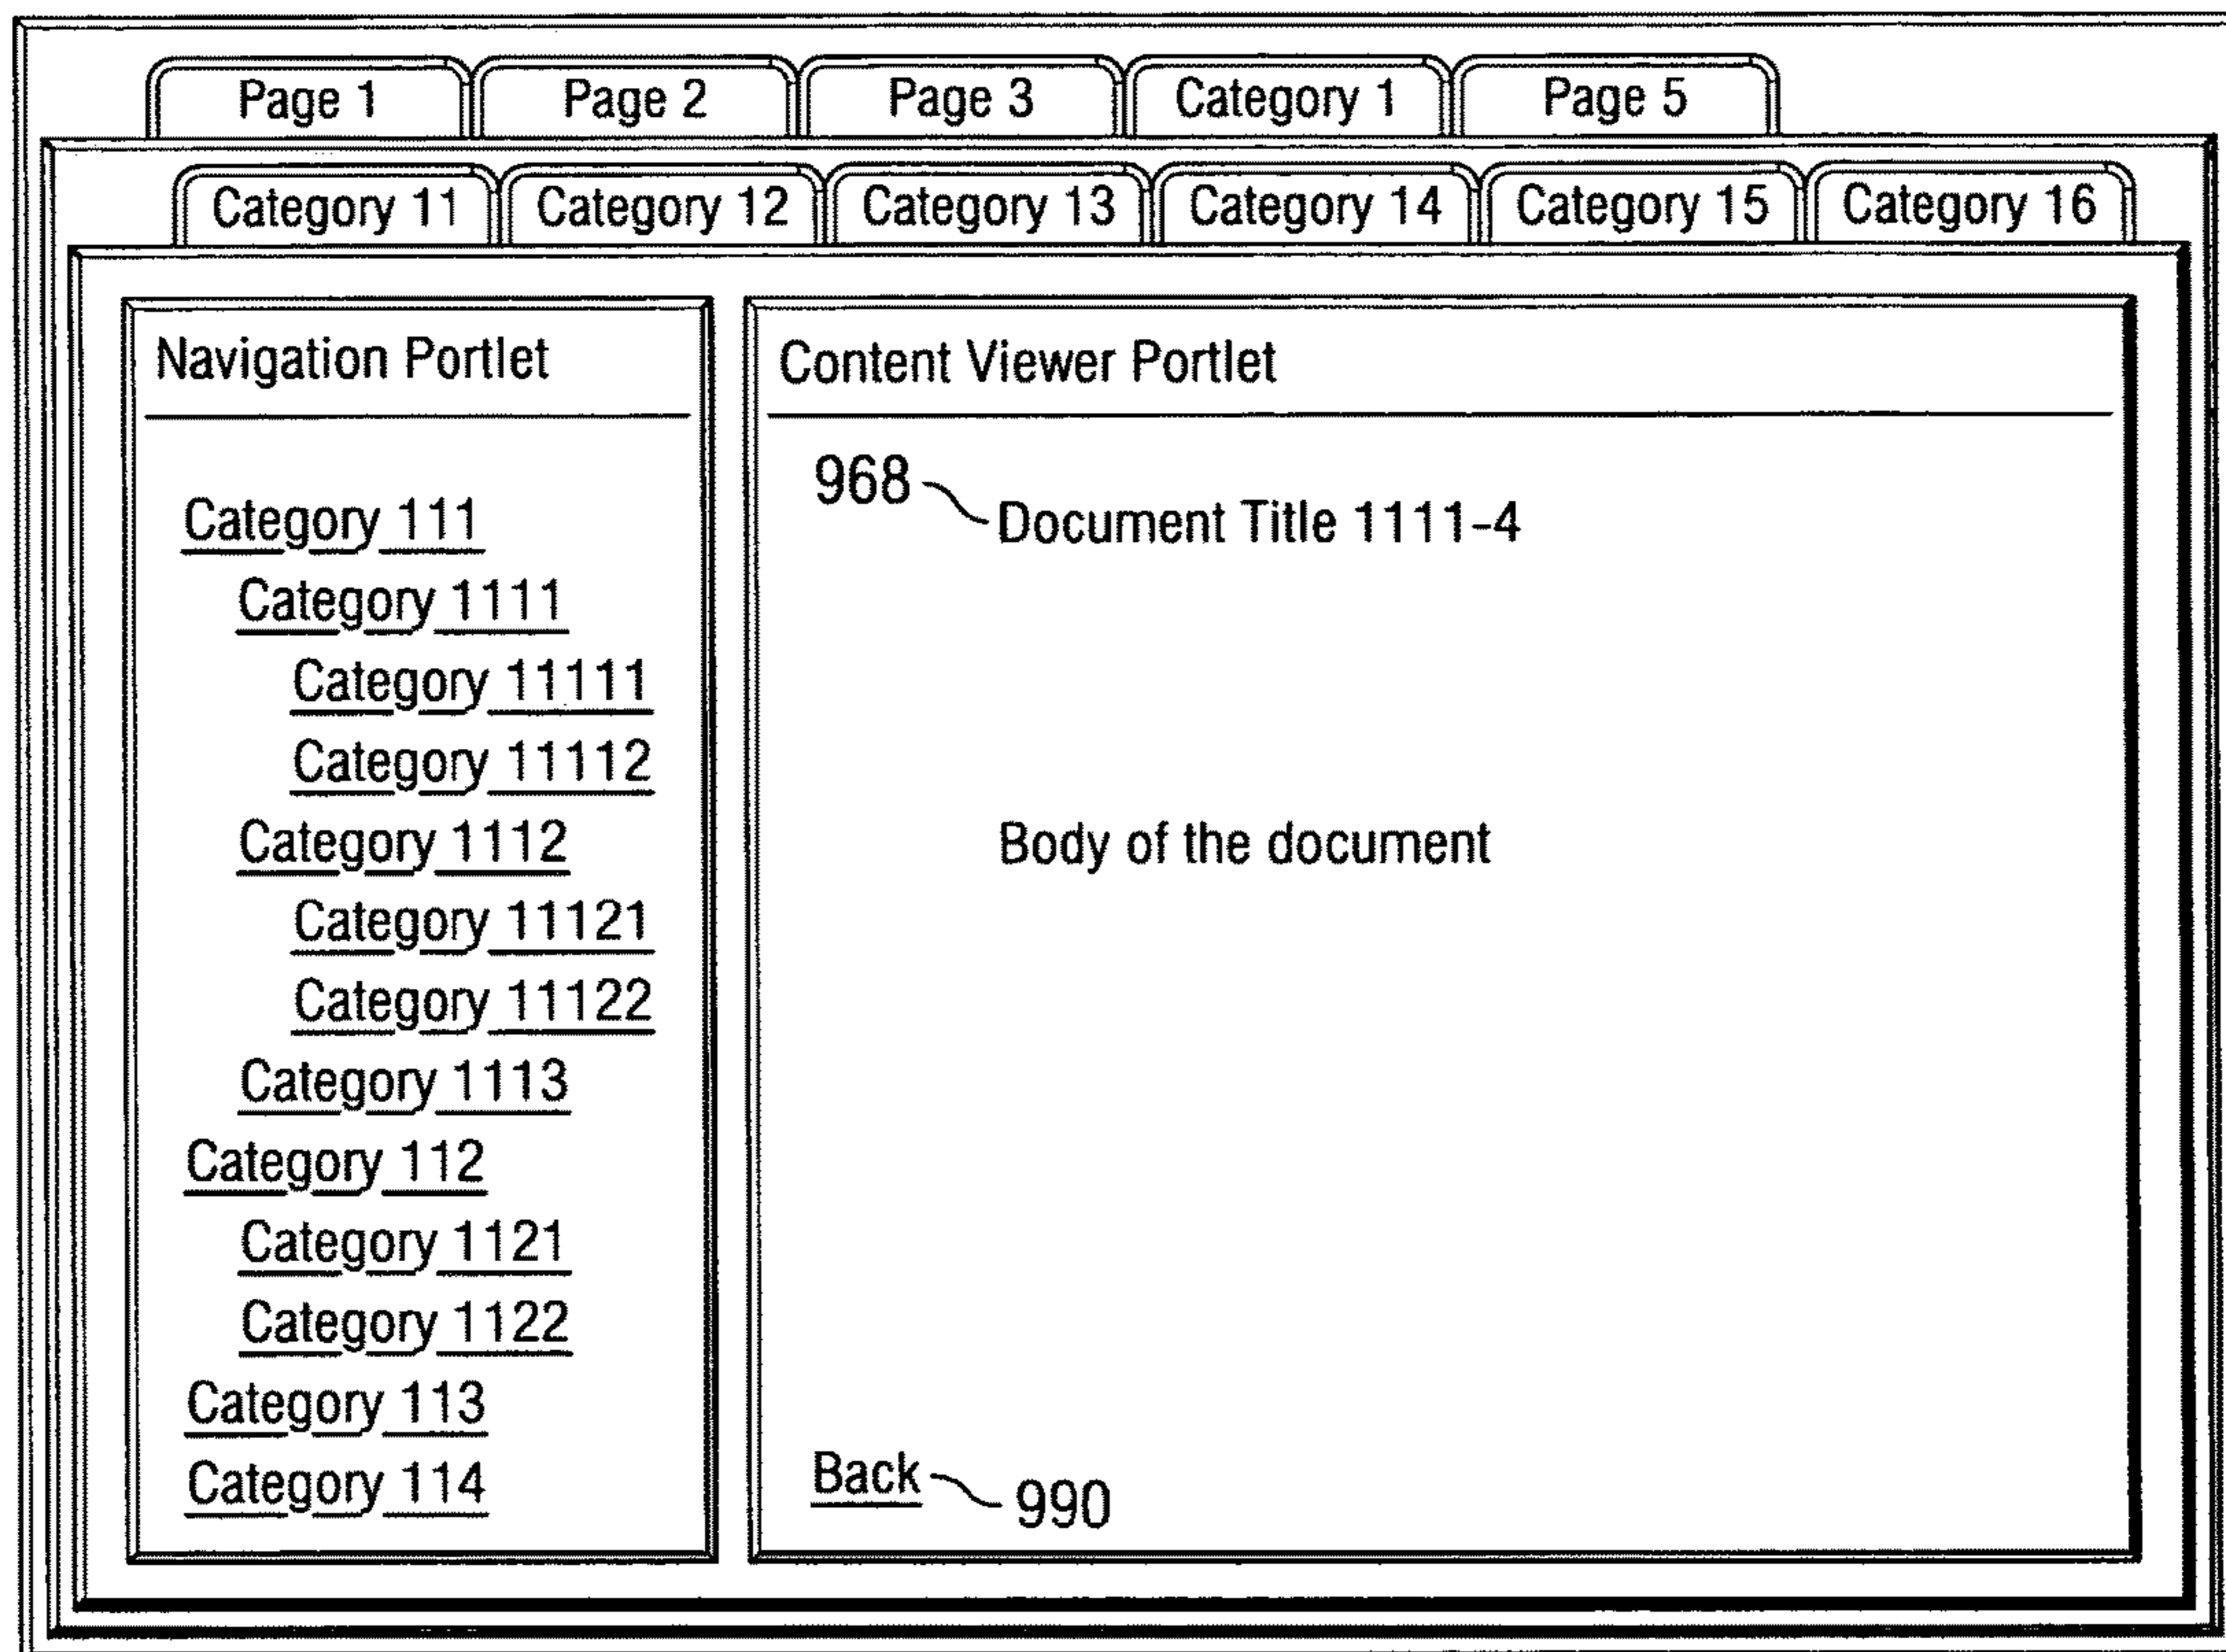 Page 1 Page 2 Page 3 Category 1 Page 5
Category 11 Category 12 Category 13 Category 14 Category 15 Category 16
Navigation Portlet
Category 111
Category 1111
Category 11111
Category 11112
Category 1112
Category 11121
Category 11122
Category 1113
Category 112
Category 1121
Category 1122
Category 113
Category 114
Content Viewer Portlet
968
Document Title 1111-4
Body of the document
Back 990